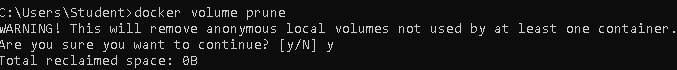 C:\Users\Student>docker volume prune
WARNING! This will remove anonymous local volumes not used by at least one container.
Are you sure you want to continue? [y/N] y
Total reclaimed space: 0B